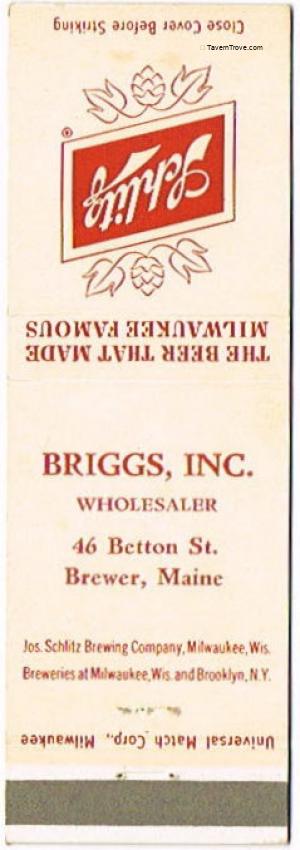 Close Cover Before Striking
© TavernTrove.com
Schlitz
®
THE BEER THAT MADE
MILWAUKEE FAMOUS
BRIGGS, INC.
WHOLESALER
46 Betton St.
Brewer, Maine
Jos. Schlitz Brewing Company, Milwaukee, Wis.
Breweries at Milwaukee, Wis. and Brooklyn, N.Y.
Universal Match Corp., Milwaukee